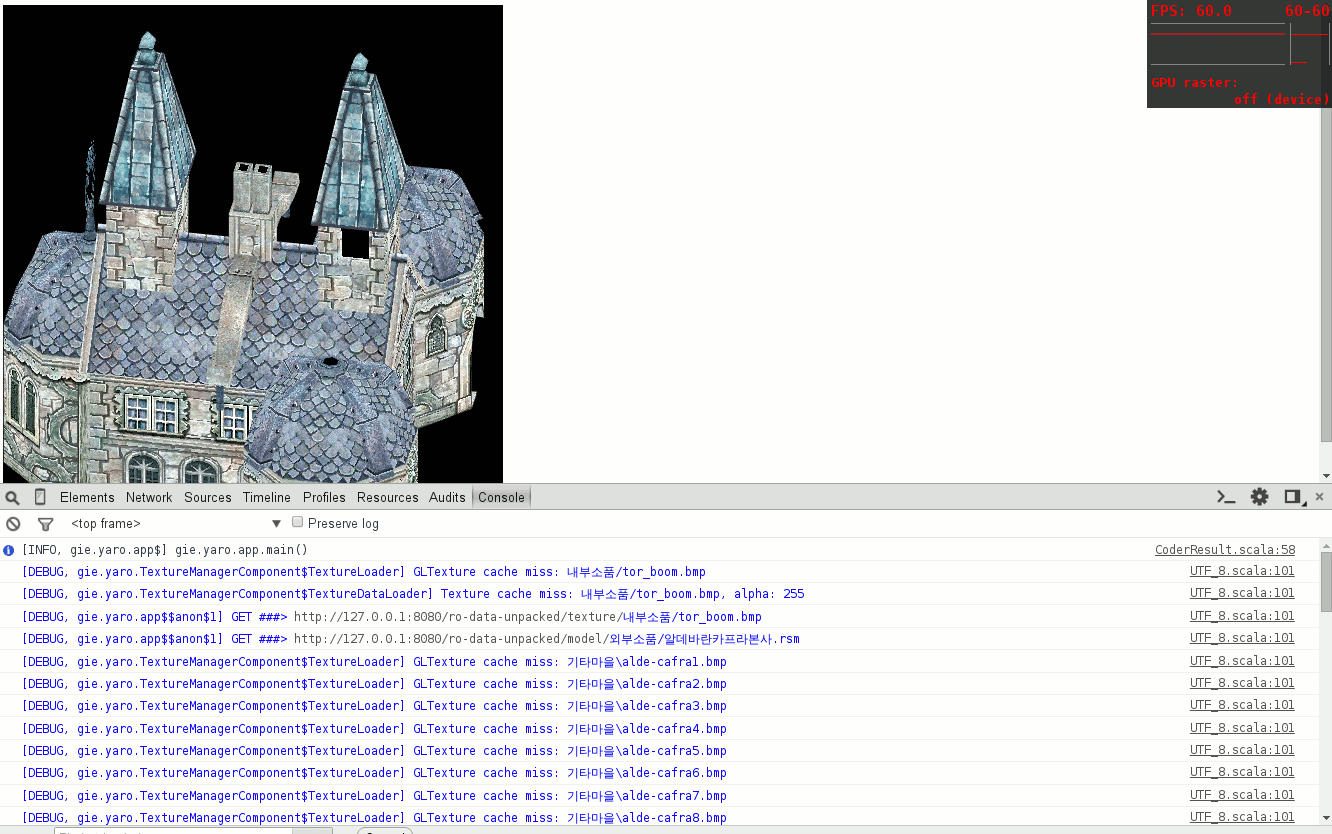 FPS: 60.0 60-60
GPU raster:
off (device)
Elements Network Sources Timeline Profiles Resources Audits Console
<top frame> Preserve log
[INFO, gie.yaro.app$] gie.yaro.app.main() CoderResult.scala:58
[DEBUG, gie.yaro.TextureManagerComponent$TextureLoader] GLTexture cache miss: 내부소품/tor_boom.bmp UTF_8.scala:101
[DEBUG, gie.yaro.TextureManagerComponent$TextureDataLoader] Texture cache miss: 내부소품/tor_boom.bmp, alpha: 255 UTF_8.scala:101
[DEBUG, gie.yaro.app$$anon$1] GET ###> http://127.0.0.1:8080/ro-data-unpacked/texture/내부소품/tor_boom.bmp UTF_8.scala:101
[DEBUG, gie.yaro.app$$anon$1] GET ###> http://127.0.0.1:8080/ro-data-unpacked/model/외부소품/알데바란카프라본사.rsm UTF_8.scala:101
[DEBUG, gie.yaro.TextureManagerComponent$TextureLoader] GLTexture cache miss: 기타마을\alde-cafra1.bmp UTF_8.scala:101
[DEBUG, gie.yaro.TextureManagerComponent$TextureLoader] GLTexture cache miss: 기타마을\alde-cafra2.bmp UTF_8.scala:101
[DEBUG, gie.yaro.TextureManagerComponent$TextureLoader] GLTexture cache miss: 기타마을\alde-cafra3.bmp UTF_8.scala:101
[DEBUG, gie.yaro.TextureManagerComponent$TextureLoader] GLTexture cache miss: 기타마을\alde-cafra4.bmp UTF_8.scala:101
[DEBUG, gie.yaro.TextureManagerComponent$TextureLoader] GLTexture cache miss: 기타마을\alde-cafra5.bmp UTF_8.scala:101
[DEBUG, gie.yaro.TextureManagerComponent$TextureLoader] GLTexture cache miss: 기타마을\alde-cafra6.bmp UTF_8.scala:101
[DEBUG, gie.yaro.TextureManagerComponent$TextureLoader] GLTexture cache miss: 기타마을\alde-cafra7.bmp UTF_8.scala:101
[DEBUG, gie.yaro.TextureManagerComponent$TextureLoader] GLTexture cache miss: 기타마을\alde-cafra8.bmp UTF_8.scala:101